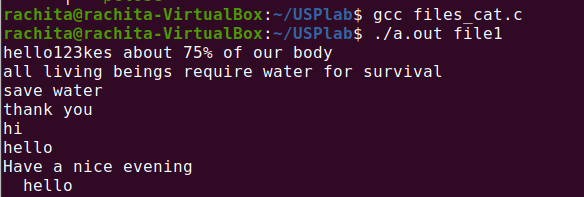 rachita@rachita-VirtualBox:~/USPlab$ gcc files_cat.c
rachita@rachita-VirtualBox:~/USPlab$ ./a.out file1
hello123kes about 75% of our body
all living beings require water for survival
save water
thank you
hi
hello
Have a nice evening
  hello